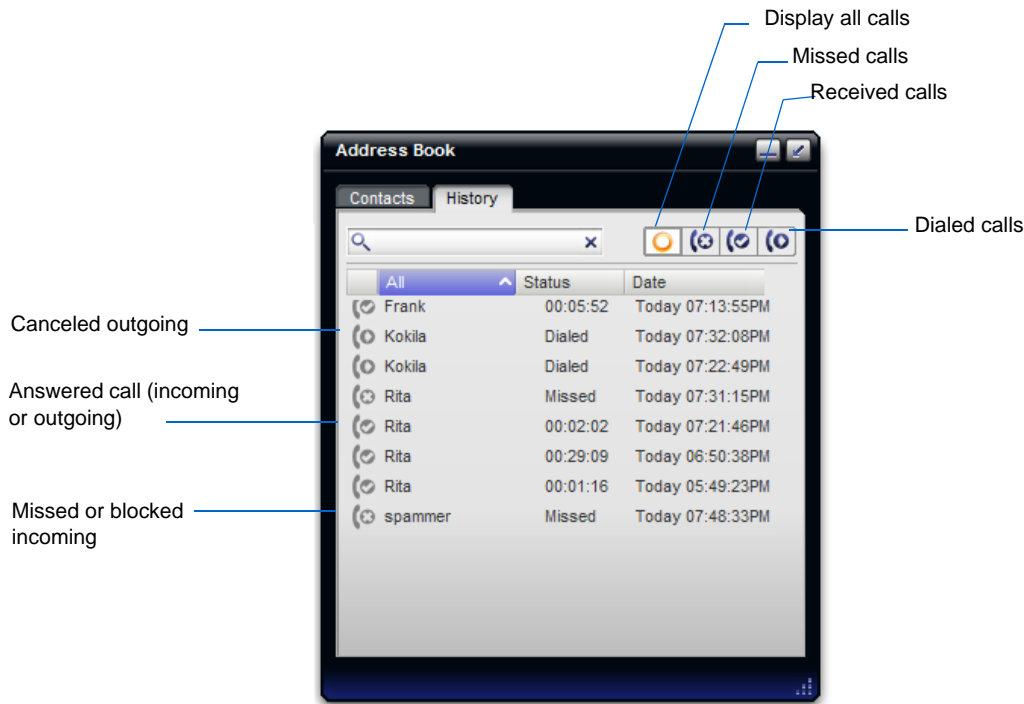 Display all calls
Missed calls
Received calls
Address Book
Contacts History
Dialed calls
All Status Date
Frank 00:05:52 Today 07:13:55PM
Canceled outgoing
Kokila Dialed Today 07:32:08PM
Kokila Dialed Today 07:22:49PM
Answered call (incoming
or outgoing)
Rita Missed Today 07:31:15PM
Rita 00:02:02 Today 07:21:46PM
Rita 00:29:09 Today 06:50:38PM
Rita 00:01:16 Today 05:49:23PM
Missed or blocked
incoming
spammer Missed Today 07:48:33PM